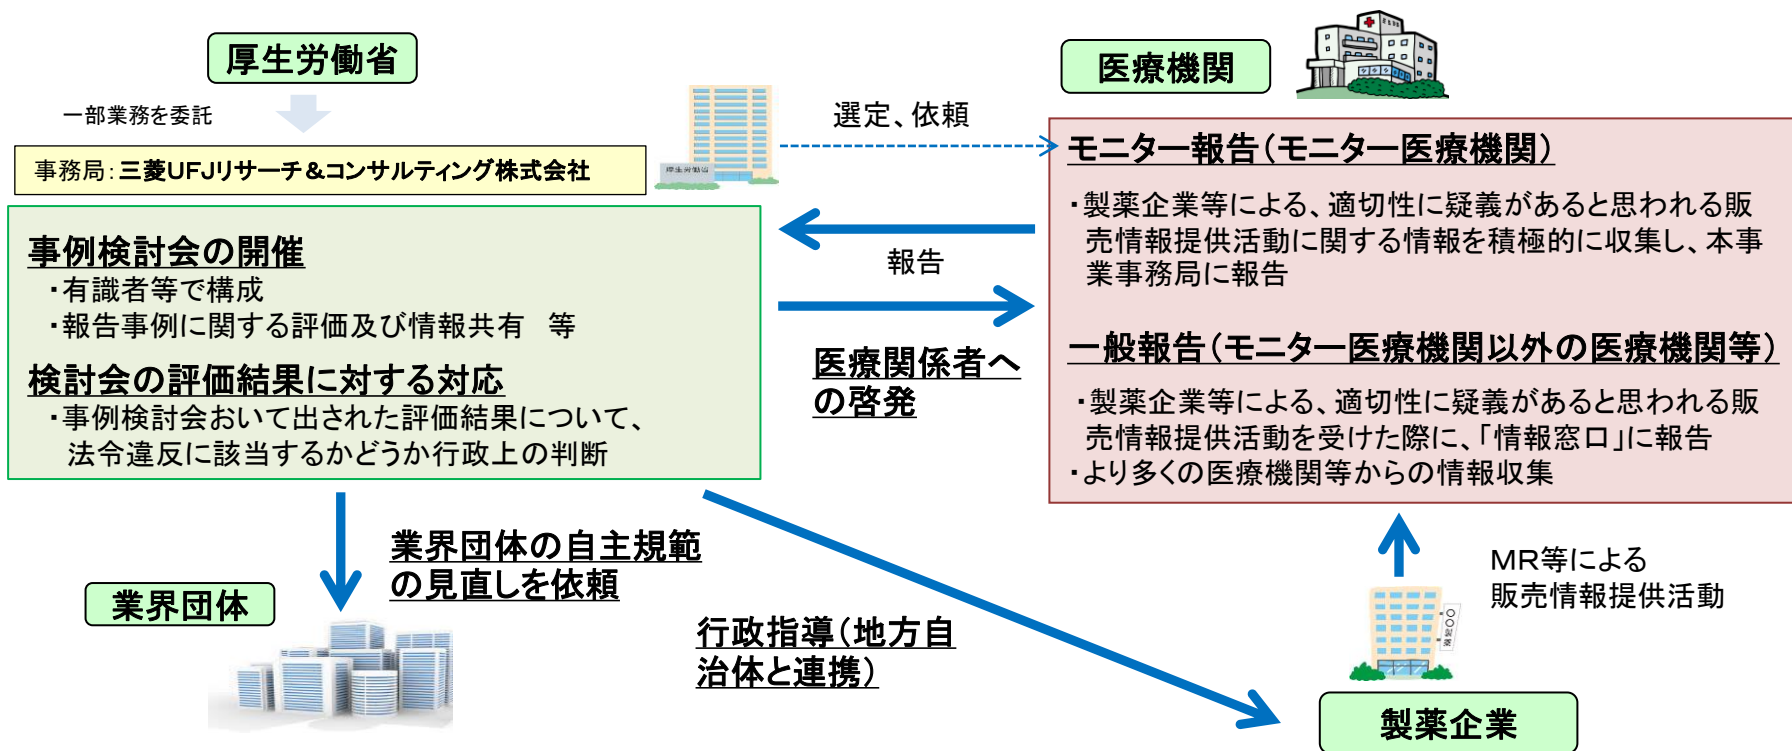 厚生労働省
一部業務を委託
事務局：三菱UFJリサーチ＆コンサルティング株式会社
厚生労働省
事例検討会の開催
・有識者等で構成
・報告事例に関する評価及び情報共有　等
検討会の評価結果に対する対応
・事例検討会おいて出された評価結果について、
法令違反に該当するかどうか行政上の判断
選定、依頼
報告
医療関係者へ
の啓発
医療機関
モニター報告（モニター医療機関）
・製薬企業等による、適切性に疑義があると思われる販
売情報提供活動に関する情報を積極的に収集し、本事
業事務局に報告
一般報告（モニター医療機関以外の医療機関等）
・製薬企業等による、適切性に疑義があると思われる販
売情報提供活動を受けた際に、「情報窓口」に報告
・より多くの医療機関等からの情報収集
業界団体の自主規範
の見直しを依頼
業界団体
行政指導（地方自
治体と連携）
MR等による
販売情報提供活動
製薬企業